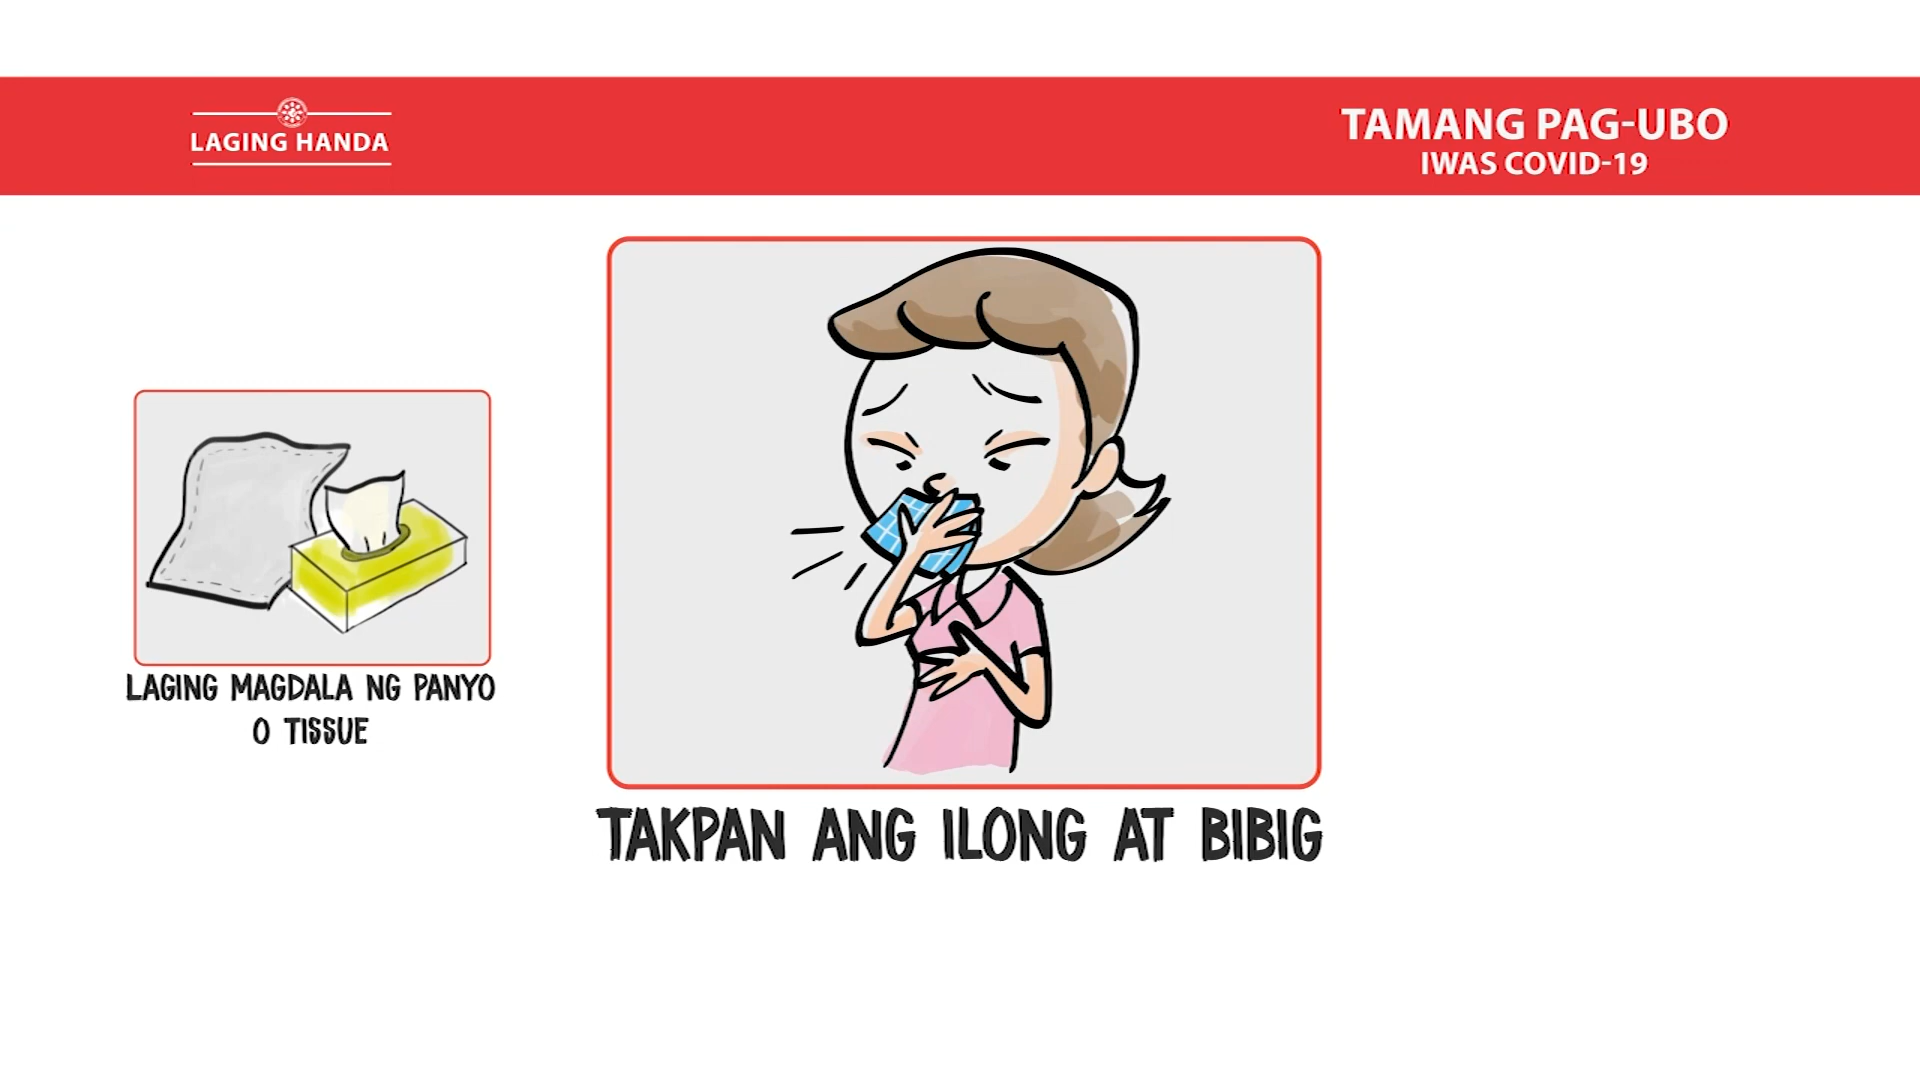 LAGING HANDA
TAMANG PAG-UBO
IWAS COVID-19
LAGING MAGDALA NG PANYO
O TISSUE
TAKPAN ANG ILONG AT BIBIG